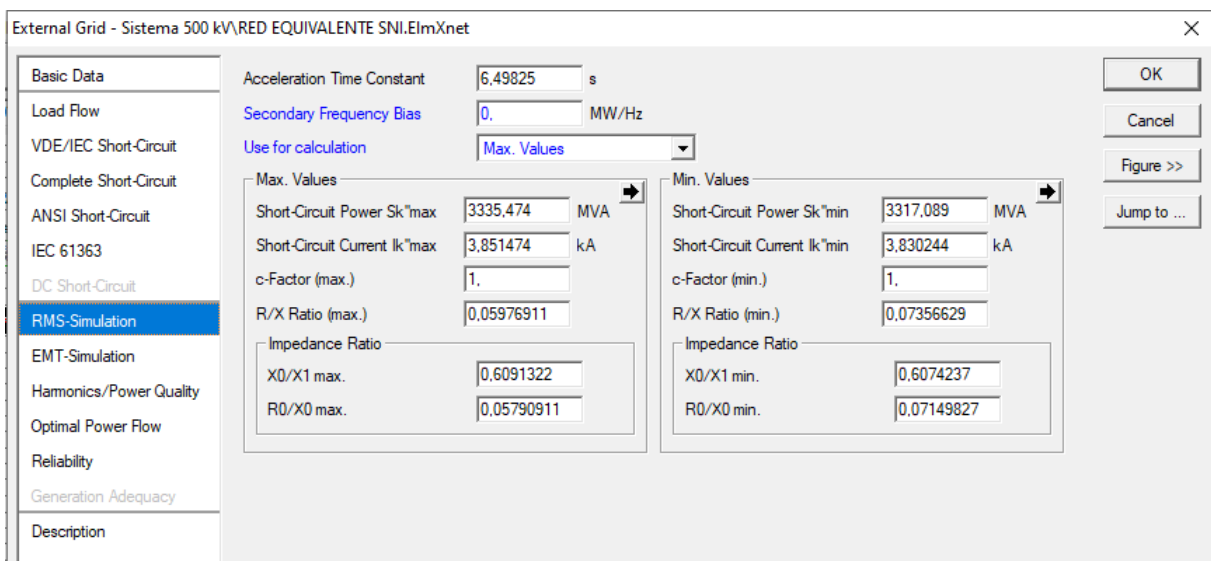 External Grid - Sistema 500 kV\RED EQUIVALENTE SNI.ElmXnet
Basic Data
Load Flow
VDE/IEC Short-Circuit
Complete Short-Circuit
ANSI Short-Circuit
IEC 61363
DC Short-Circuit
RMS-Simulation
EMT-Simulation
Harmonics/Power Quality
Optimal Power Flow
Reliability
Generation Adequacy
Description
Acceleration Time Constant 6,49825 s
Secondary Frequency Bias 0, MW/Hz
Use for calculation Max. Values
Max. Values
Short-Circuit Power Sk"max 3335,474 MVA
Short-Circuit Current Ik"max 3,851474 kA
c-Factor (max.) 1,
R/X Ratio (max.) 0,05976911
Impedance Ratio
X0/X1 max. 0,6091322
R0/X0 max. 0,05790911
Min. Values
Short-Circuit Power Sk"min 3317,089 MVA
Short-Circuit Current Ik"min 3,830244 kA
c-Factor (min.) 1,
R/X Ratio (min.) 0,07356629
Impedance Ratio
X0/X1 min. 0,6074237
R0/X0 min. 0,07149827
OK
Cancel
Figure >>
Jump to ...